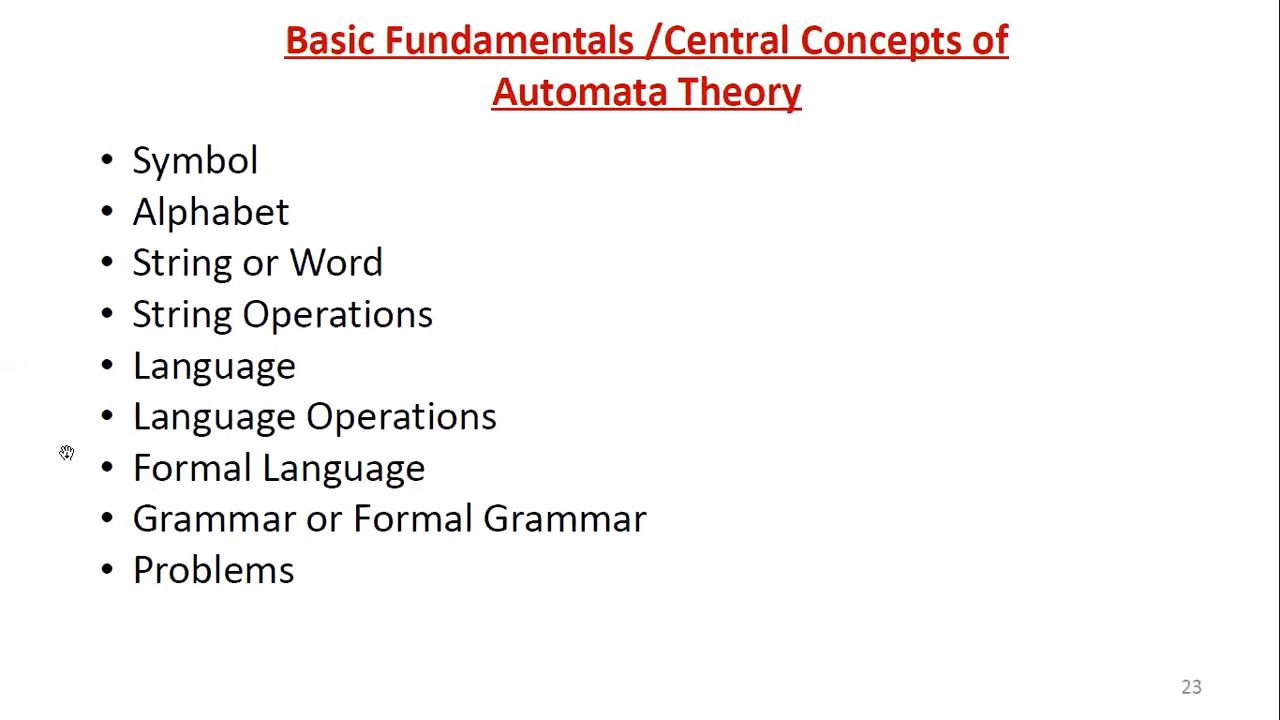 Basic Fundamentals /Central Concepts of
Automata Theory
• Symbol
• Alphabet
• String or Word
• String Operations
• Language
• Language Operations
• Formal Language
• Grammar or Formal Grammar
• Problems
23